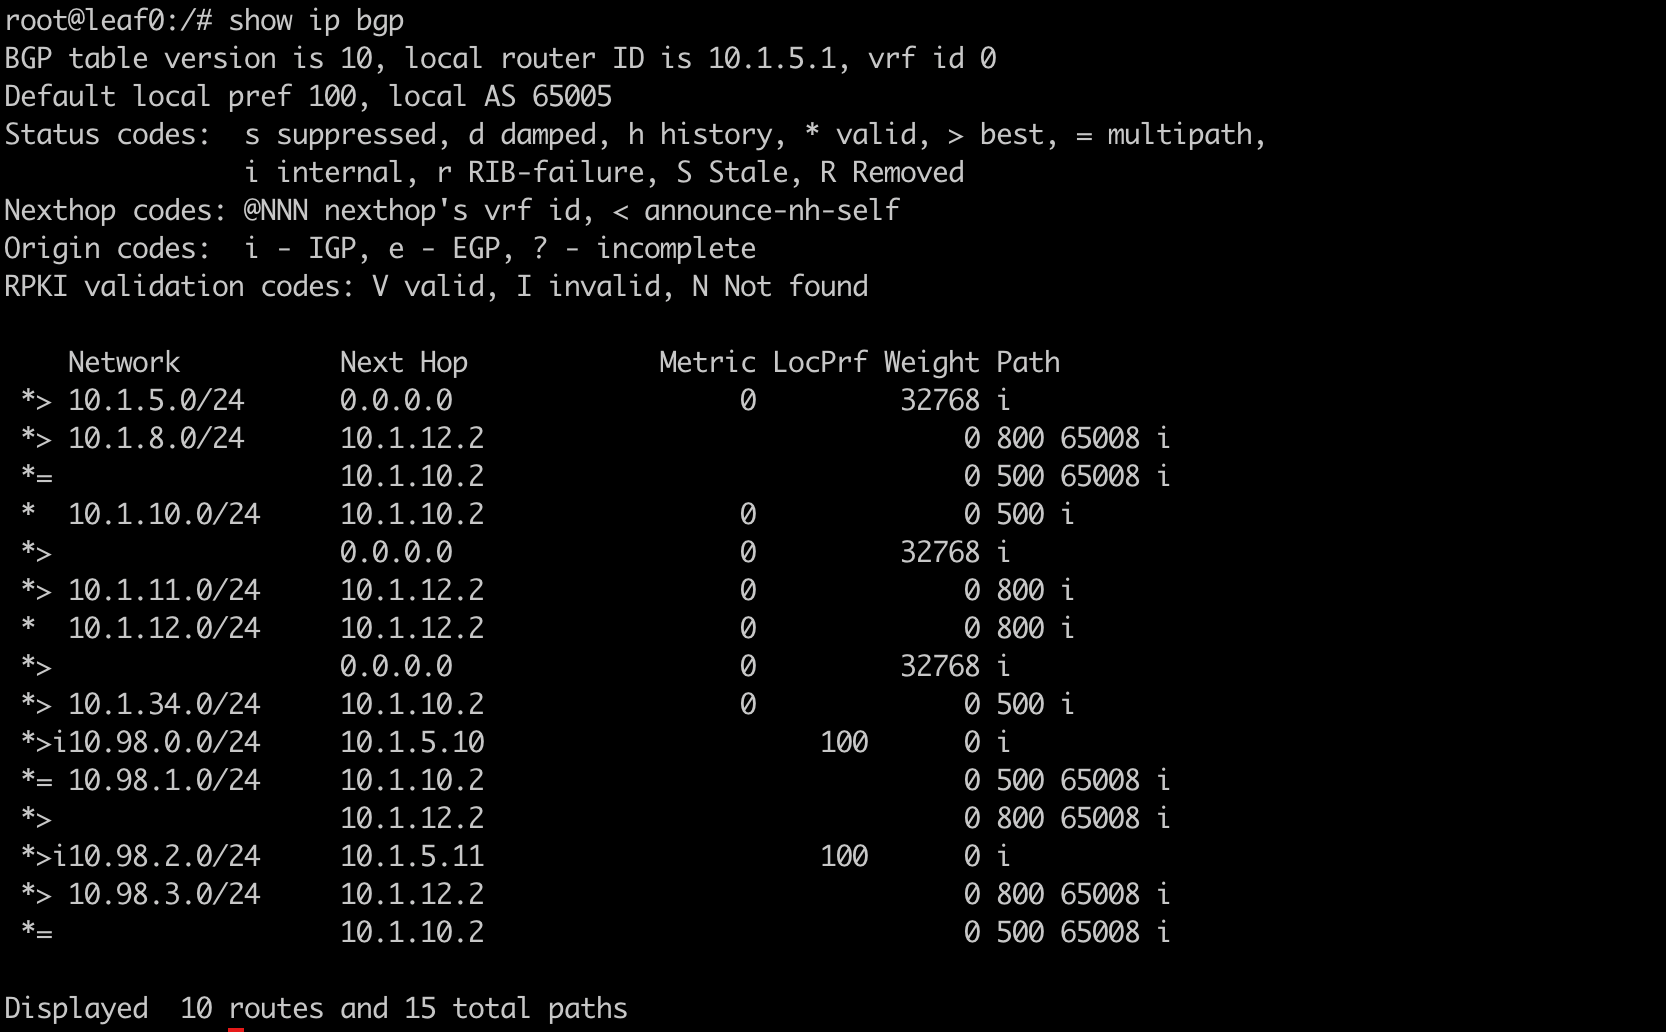 root@leaf0:/# show ip bgp
BGP table version is 10, local router ID is 10.1.5.1, vrf id 0
Default local pref 100, local AS 65005
Status codes:  s suppressed, d damped, h history, * valid, > best, = multipath,
               i internal, r RIB-failure, S Stale, R Removed
Nexthop codes: @NNN nexthop's vrf id, < announce-nh-self
Origin codes:  i - IGP, e - EGP, ? - incomplete
RPKI validation codes: V valid, I invalid, N Not found

    Network          Next Hop            Metric LocPrf Weight Path
 *> 10.1.5.0/24      0.0.0.0                  0         32768 i
 *> 10.1.8.0/24      10.1.12.2                              0 800 65008 i
 *=                  10.1.10.2                              0 500 65008 i
 *  10.1.10.0/24     10.1.10.2                0             0 500 i
 *>                  0.0.0.0                  0         32768 i
 *> 10.1.11.0/24     10.1.12.2                0             0 800 i
 *  10.1.12.0/24     10.1.12.2                0             0 800 i
 *>                  0.0.0.0                  0         32768 i
 *> 10.1.34.0/24     10.1.10.2                0             0 500 i
 *>i10.98.0.0/24     10.1.5.10                     100      0 i
 *= 10.98.1.0/24     10.1.10.2                              0 500 65008 i
 *>                  10.1.12.2                              0 800 65008 i
 *>i10.98.2.0/24     10.1.5.11                     100      0 i
 *> 10.98.3.0/24     10.1.12.2                              0 800 65008 i
 *=                  10.1.10.2                              0 500 65008 i

Displayed  10 routes and 15 total paths